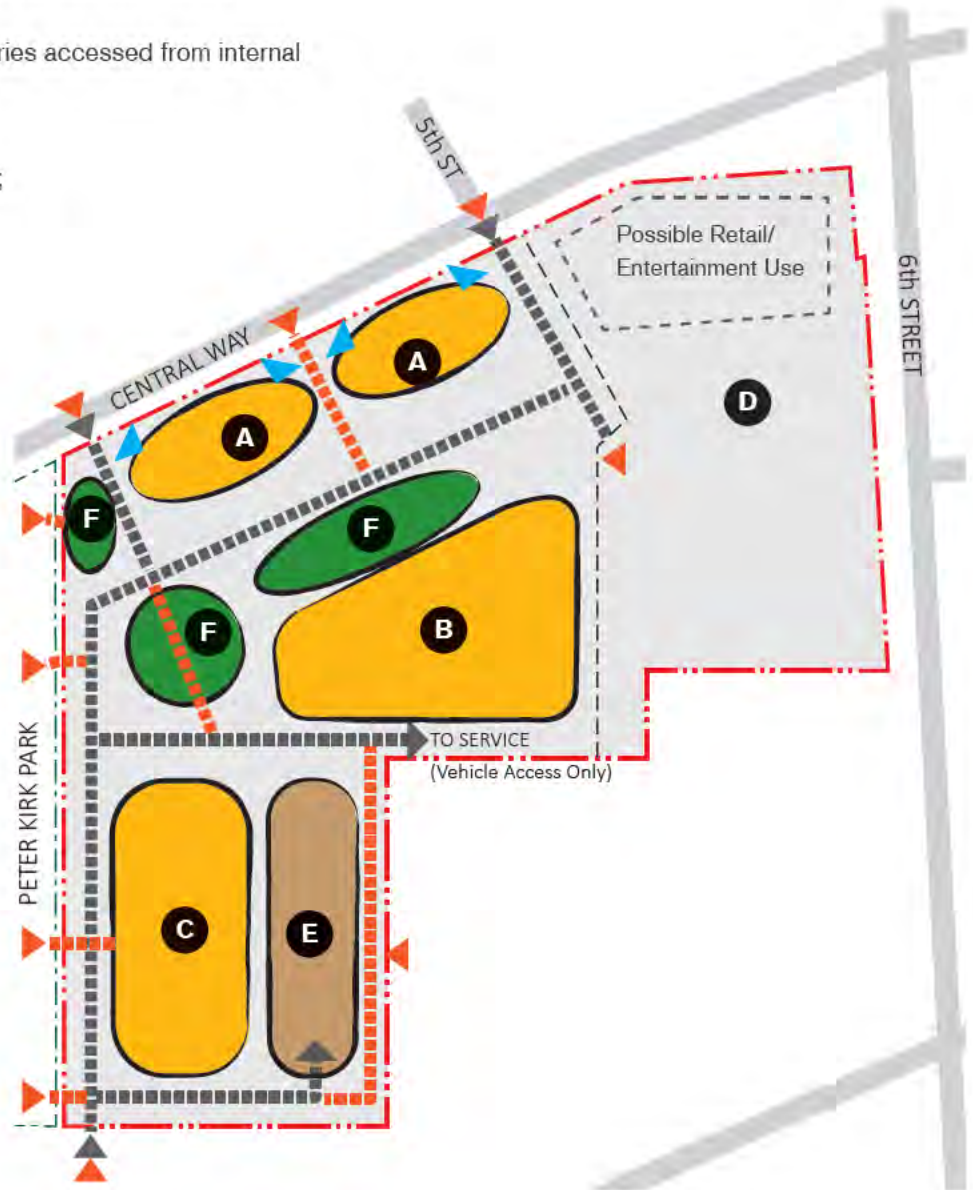 ries accessed from internal
5th ST
Possible Retail/
Entertainment Use
6th STREET
CENTRAL WAY
A
A
D
F
F
F
B
PETER KIRK PARK
TO SERVICE
(Vehicle Access Only)
C
E